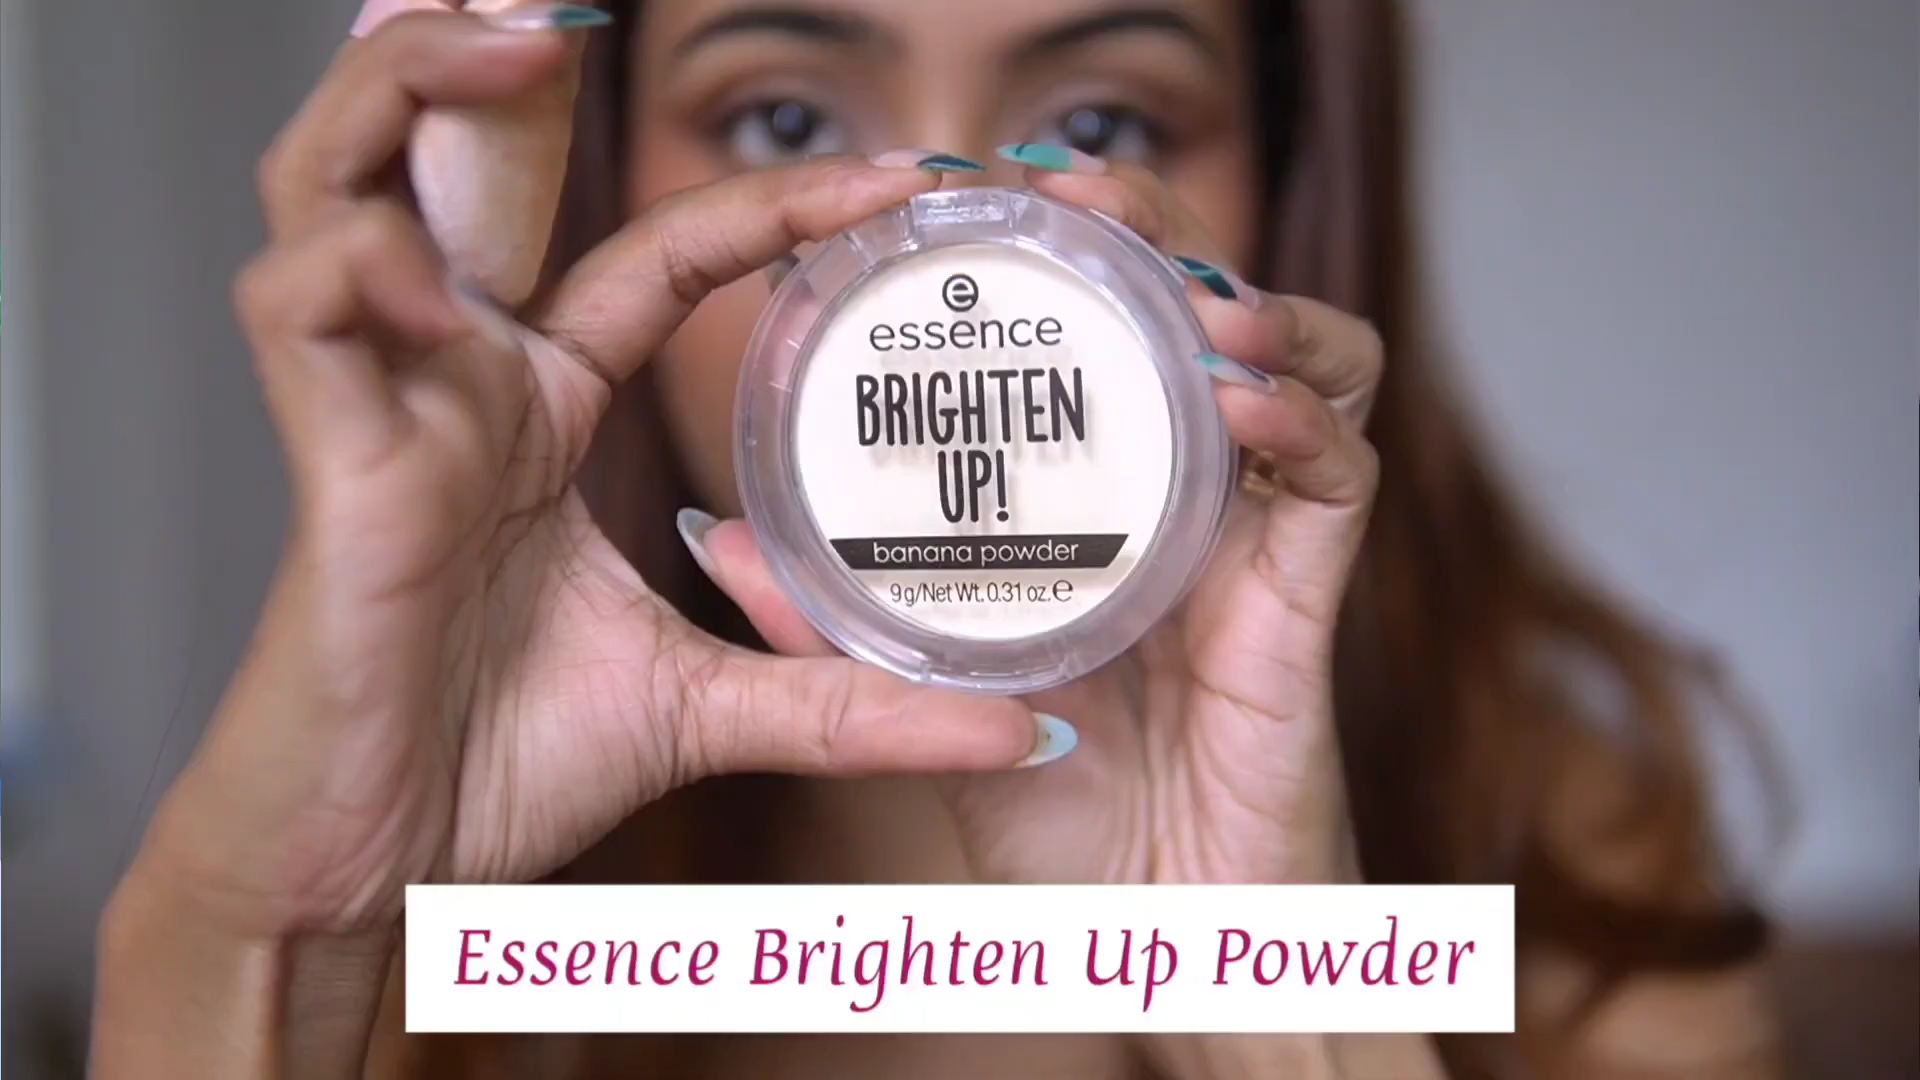 e
essence
BRIGHTEN
UP!
banana powder
9g/Net Wt. 0.31 oz. ℮
Essence Brighten Up Powder